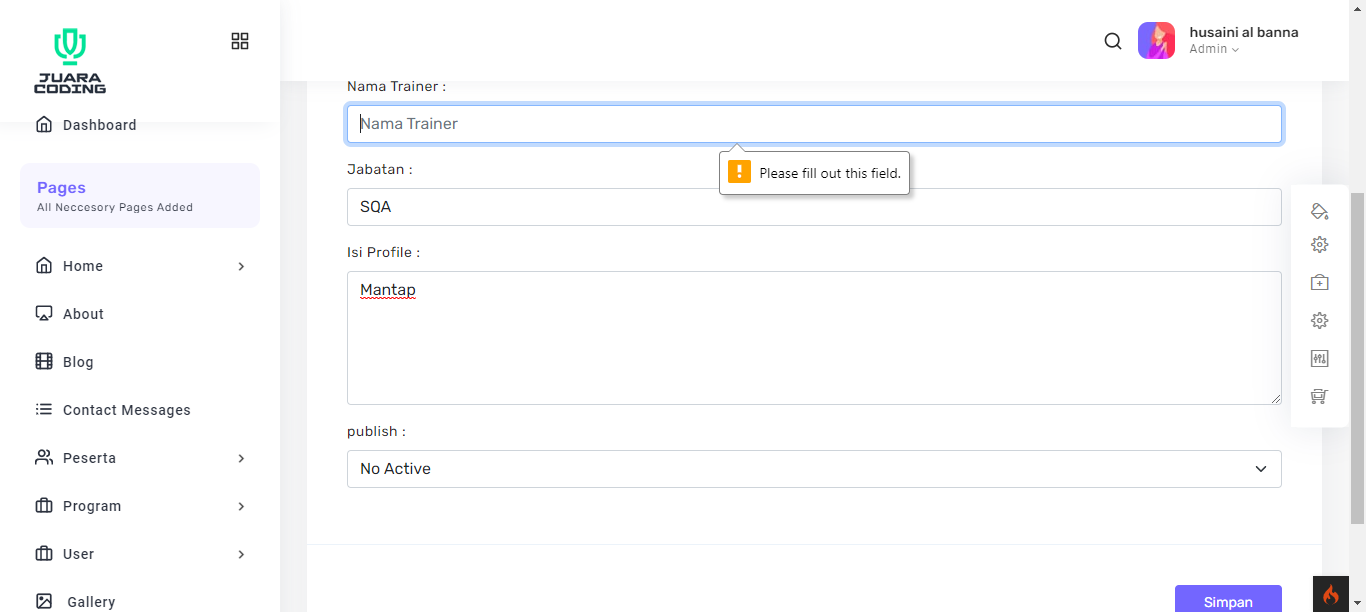 JUARA
CODING
husaini al banna
Admin
Dashboard
Pages
All Neccesory Pages Added
Home
About
Blog
Contact Messages
Peserta
Program
User
Gallery
Nama Trainer :
Nama Trainer
Please fill out this field.
Jabatan :
SQA
Isi Profile :
Mantap
publish :
No Active
Simpan